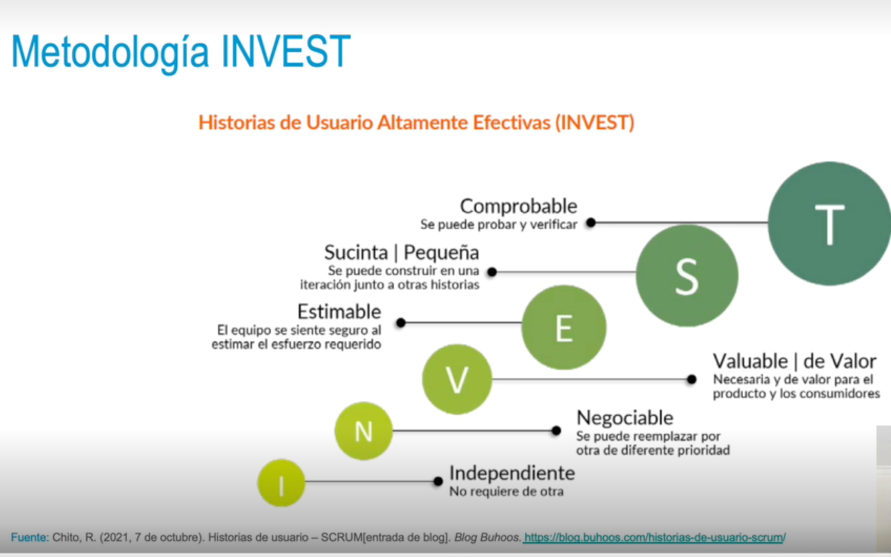 Metodología INVEST
Historias de Usuario Altamente Efectivas (INVEST)
T
Comprobable
Se puede probar y verificar
S
Sucinta | Pequeña
Se puede construir en una
iteración junto a otras historias
E
Estimable
El equipo se siente seguro al
estimar el esfuerzo requerido
V
Valuable | de Valor
Necesaria y de valor para el
producto y los consumidores
N
Negociable
Se puede reemplazar por
otra de diferente prioridad
I
Independiente
No requiere de otra
Fuente: Chito, R. (2021, 7 de octubre). Historias de usuario – SCRUM[entrada de blog]. Blog Buhoos. https://blog.buhoos.com/historias-de-usuario-scrum/